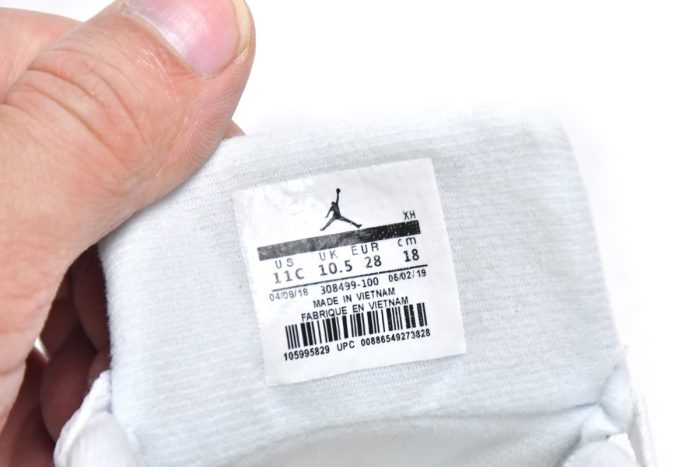 XH
US UK EUR cm
11C 10.5 28 18
04/08/18 308499-100 06/02/19
MADE IN VIETNAM
FABRIQUE EN VIETNAM
105995829 UPC 00886549273828